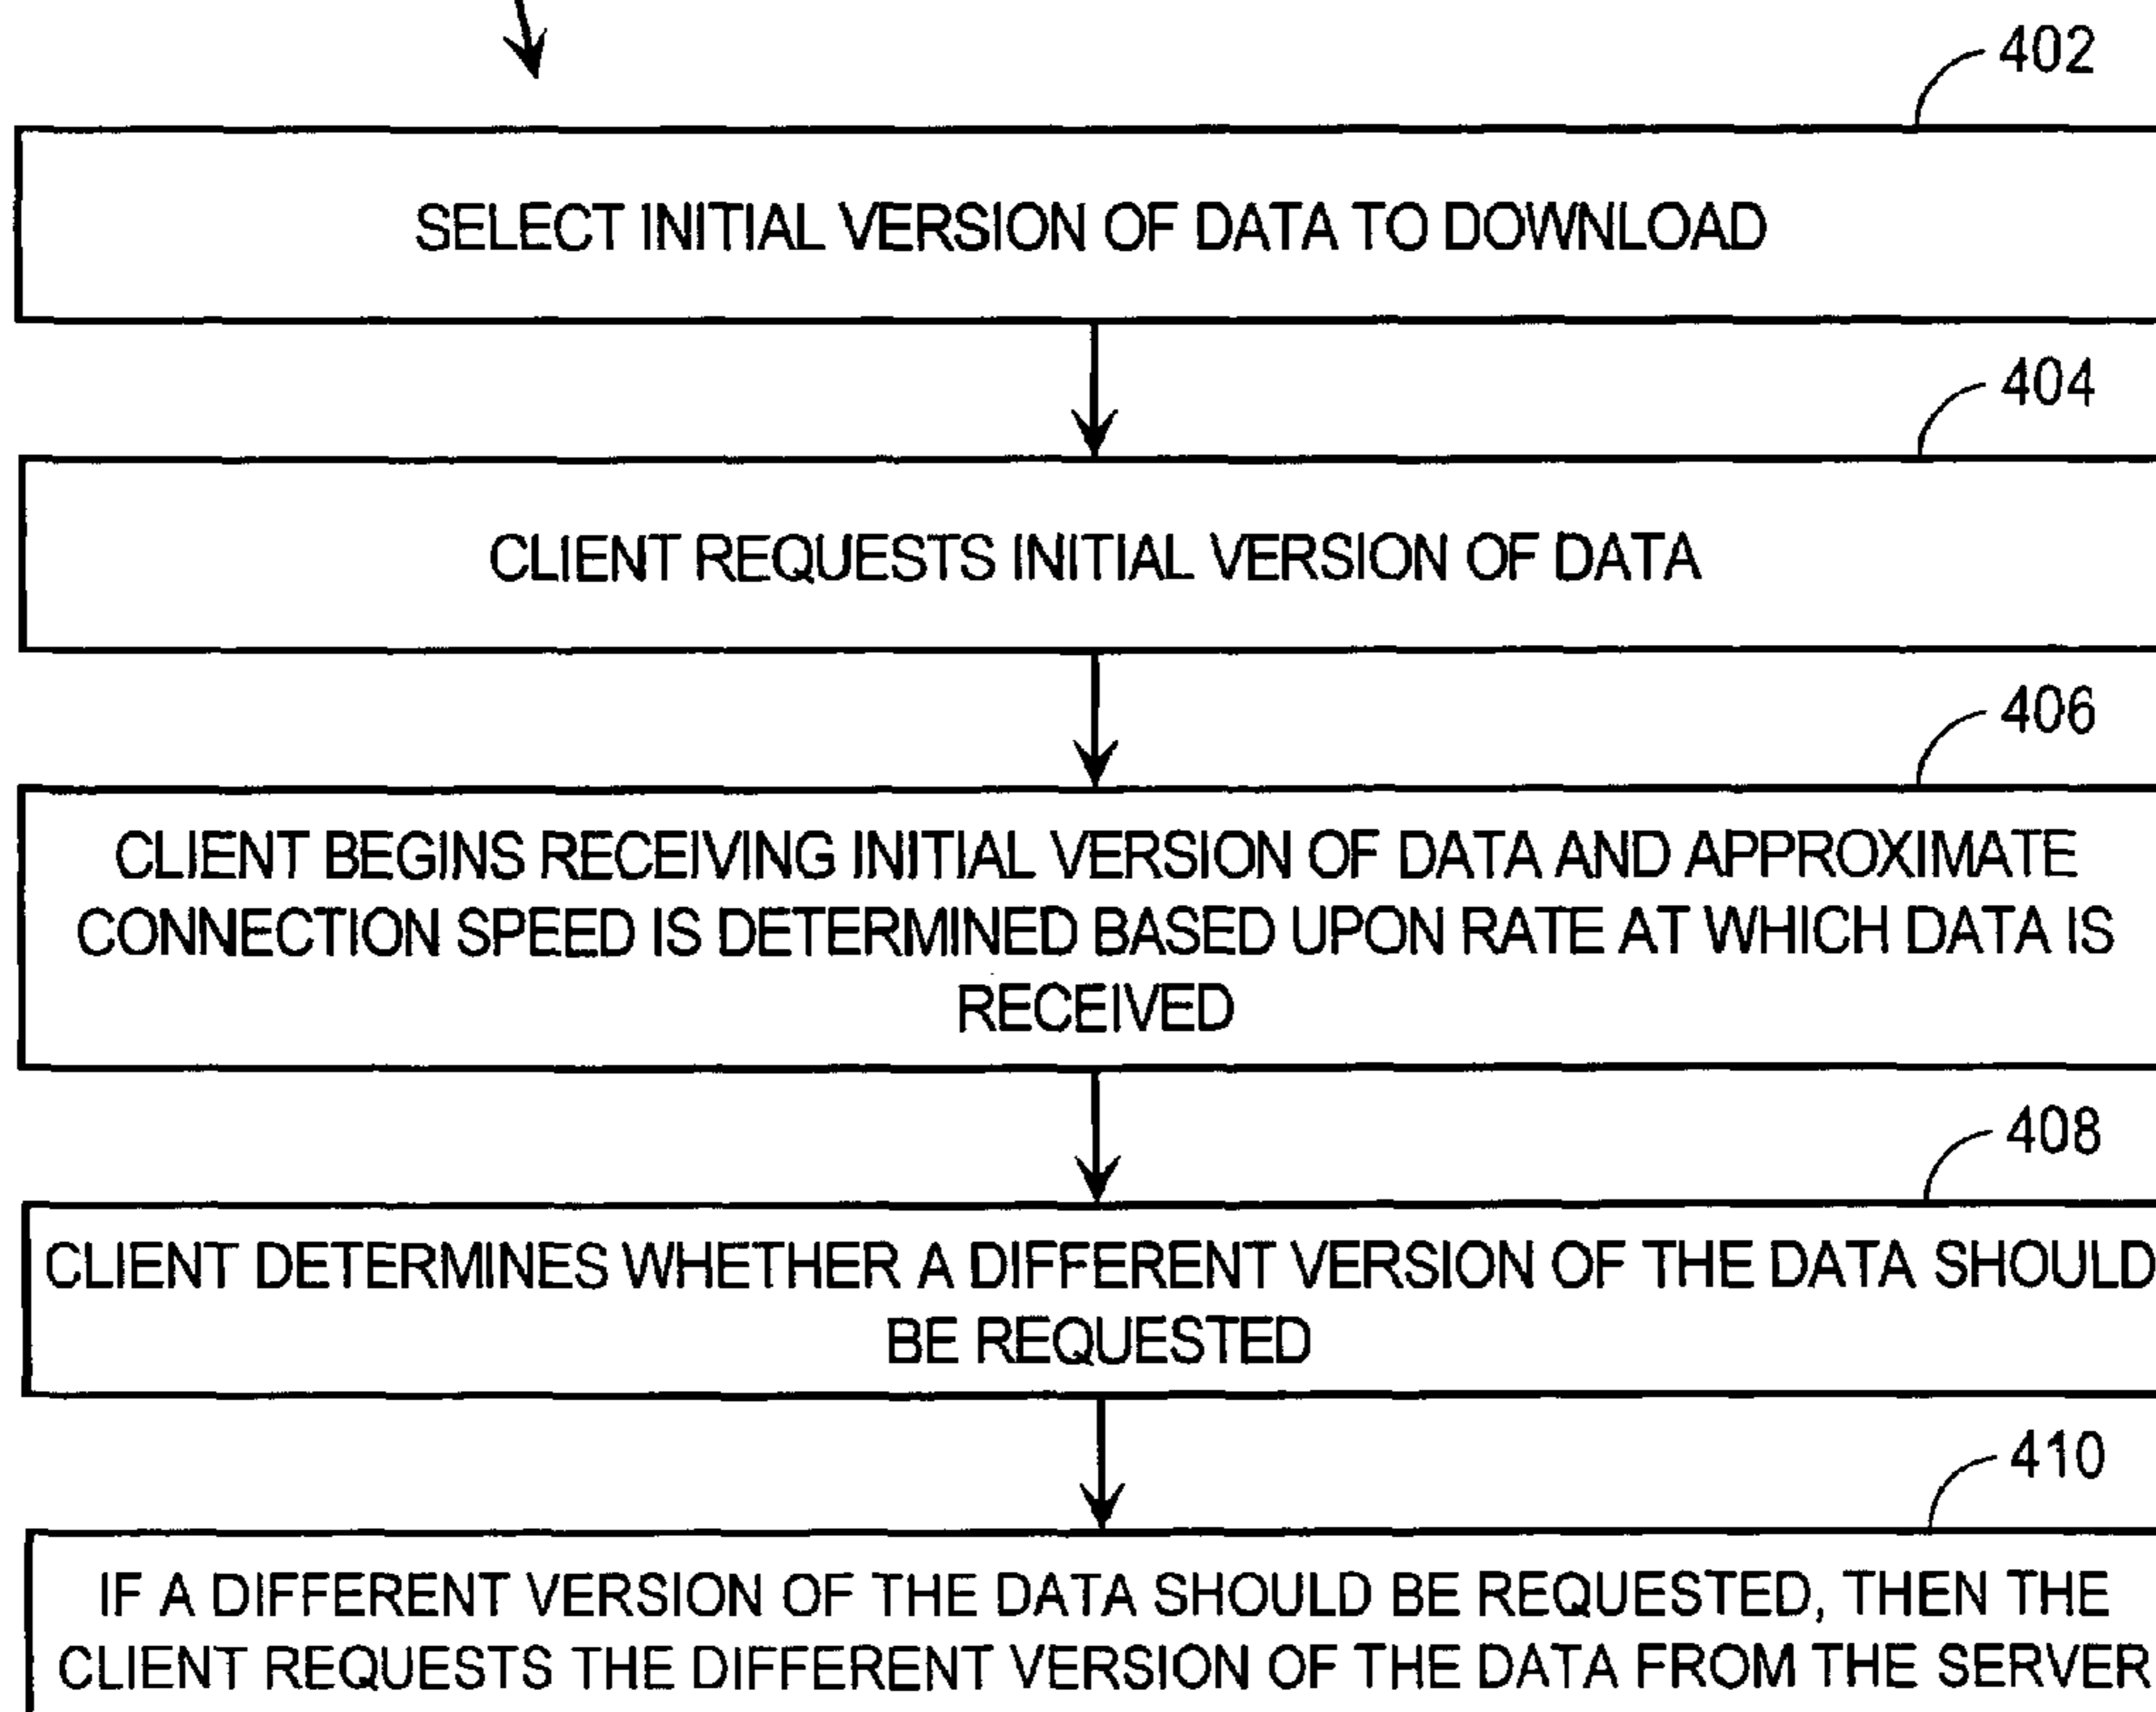 402
SELECT INITIAL VERSION OF DATA TO DOWNLOAD
404
CLIENT REQUESTS INITIAL VERSION OF DATA
406
CLIENT BEGINS RECEIVING INITIAL VERSION OF DATA AND APPROXIMATE
CONNECTION SPEED IS DETERMINED BASED UPON RATE AT WHICH DATA IS
RECEIVED
408
CLIENT DETERMINES WHETHER A DIFFERENT VERSION OF THE DATA SHOULD
BE REQUESTED
410
IF A DIFFERENT VERSION OF THE DATA SHOULD BE REQUESTED, THEN THE
CLIENT REQUESTS THE DIFFERENT VERSION OF THE DATA FROM THE SERVER